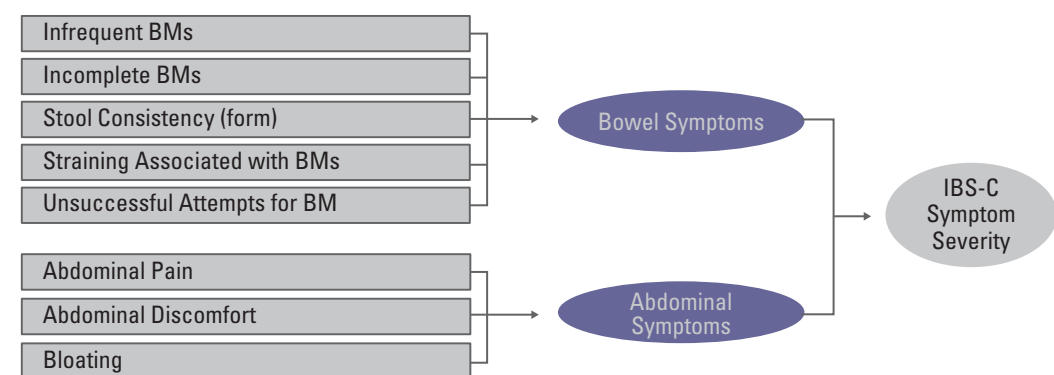 Infrequent BMs
Incomplete BMs
Stool Consistency (form)
Straining Associated with BMs
Unsuccessful Attempts for BM
Bowel Symptoms
Abdominal Pain
Abdominal Discomfort
Bloating
Abdominal
Symptoms
IBS-C
Symptom
Severity